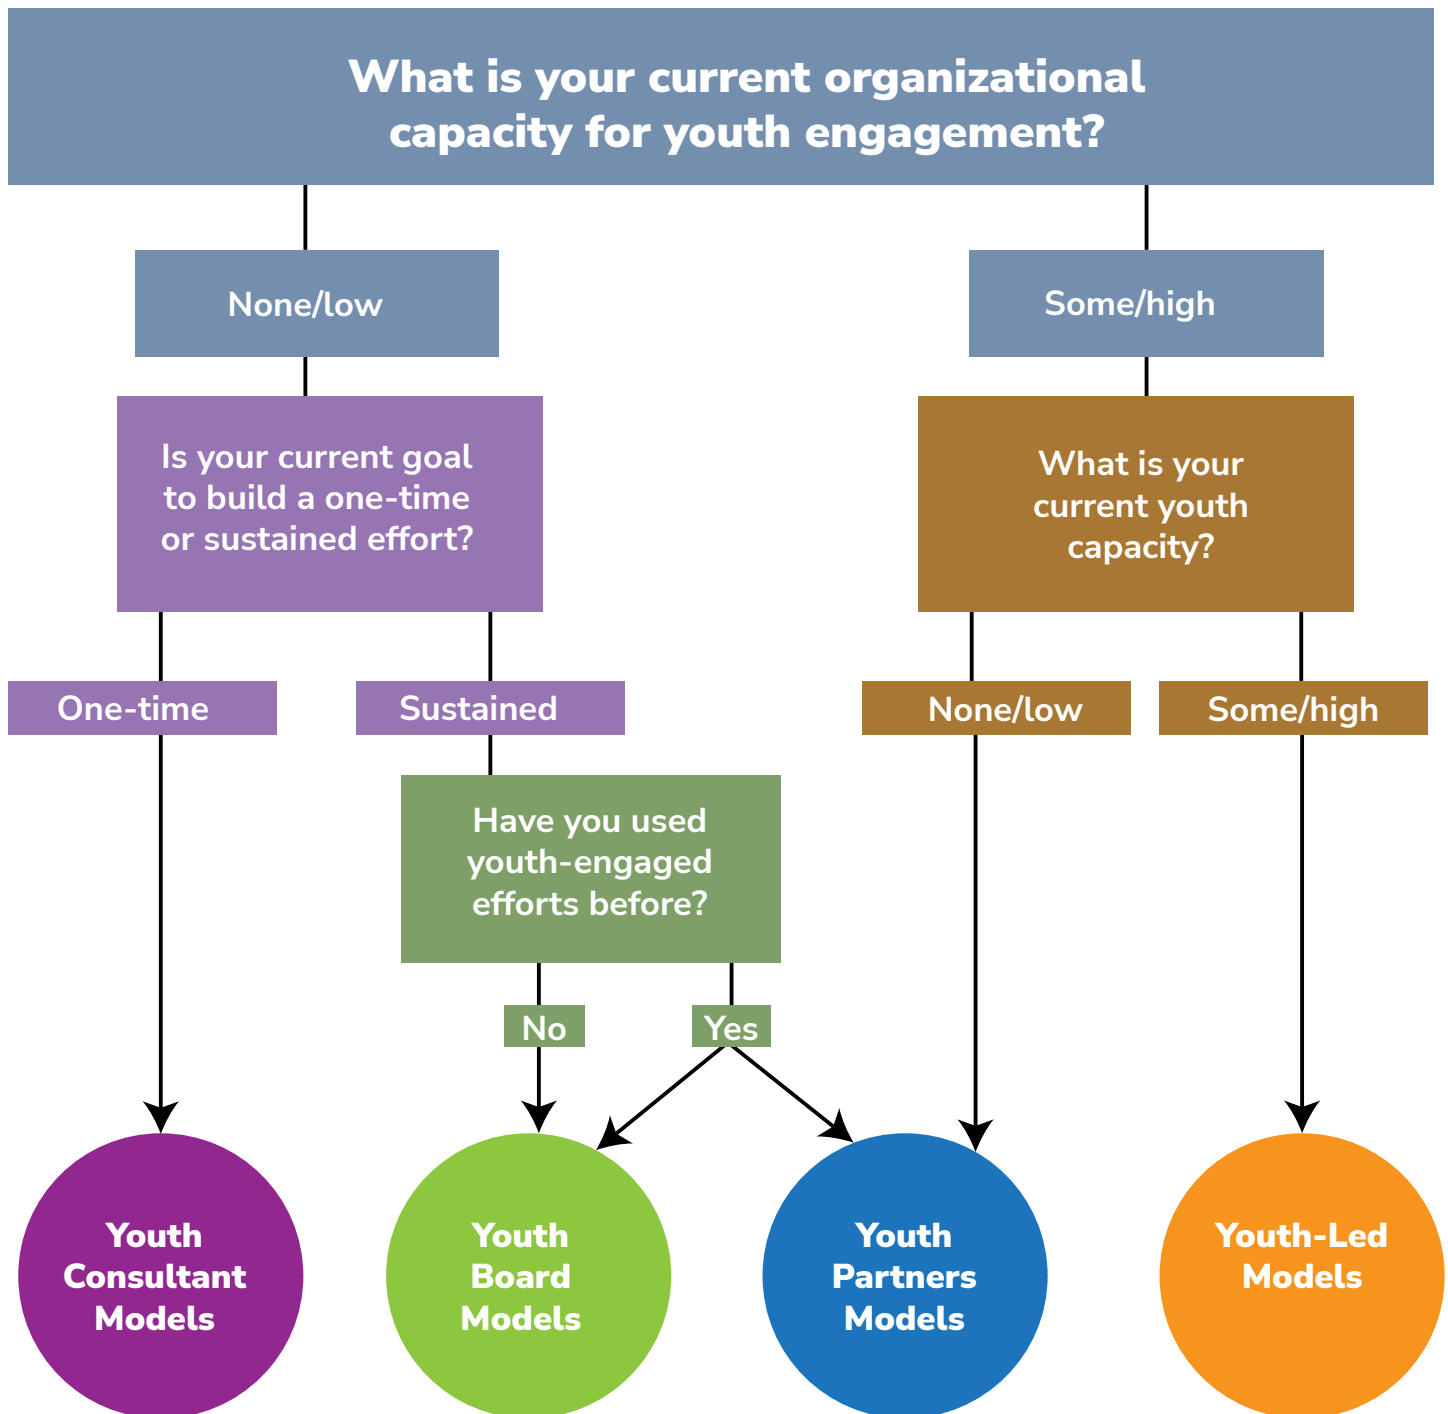 What is your current organizational
capacity for youth engagement?
None/low
Some/high
Is your current goal
to build a one-time
or sustained effort?
What is your
current youth
capacity?
One-time
Sustained
None/low
Some/high
Have you used
youth-engaged
efforts before?
No
Yes
Youth
Consultant
Models
Youth
Board
Models
Youth
Partners
Models
Youth-Led
Models